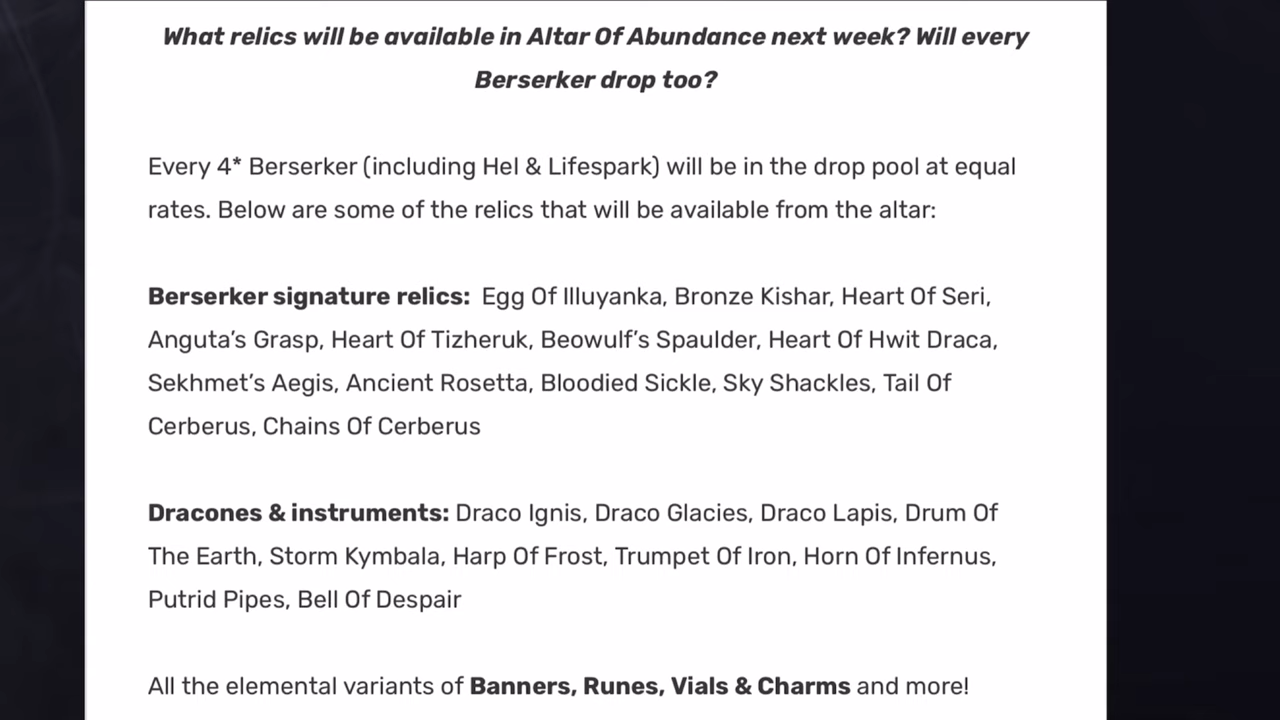 What relics will be available in Altar Of Abundance next week? Will every
Berserker drop too?
Every 4* Berserker (including Hel & Lifespark) will be in the drop pool at equal
rates. Below are some of the relics that will be available from the altar:
Berserker signature relics: Egg Of Illuyanka, Bronze Kishar, Heart Of Seri,
Anguta’s Grasp, Heart Of Tizheruk, Beowulf’s Spaulder, Heart Of Hwit Draca,
Sekhmet’s Aegis, Ancient Rosetta, Bloodied Sickle, Sky Shackles, Tail Of
Cerberus, Chains Of Cerberus
Dracones & instruments: Draco Ignis, Draco Glacies, Draco Lapis, Drum Of
The Earth, Storm Kymbala, Harp Of Frost, Trumpet Of Iron, Horn Of Infernus,
Putrid Pipes, Bell Of Despair
All the elemental variants of Banners, Runes, Vials & Charms and more!